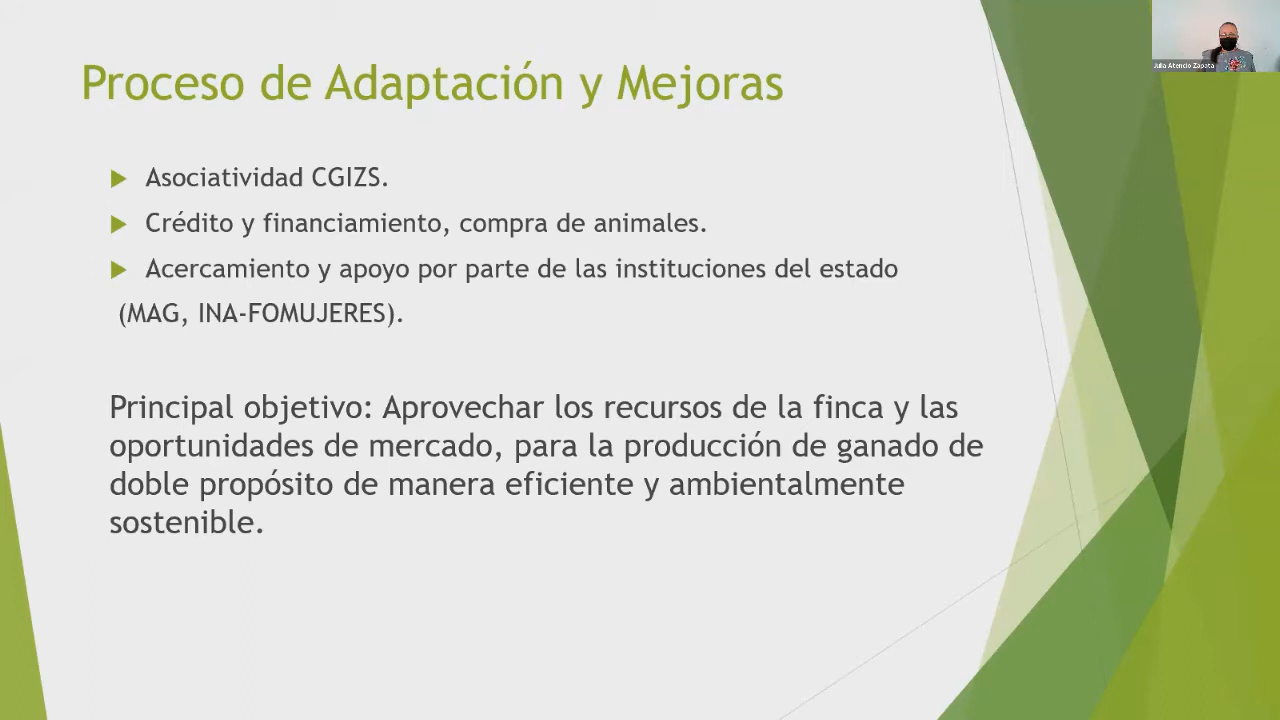 Proceso de Adaptación y Mejoras
Julia Atencio Zapata
Asociatividad CGIZS.
Crédito y financiamiento, compra de animales.
Acercamiento y apoyo por parte de las instituciones del estado
(MAG, INA-FOMUJERES).
Principal objetivo: Aprovechar los recursos de la finca y las
oportunidades de mercado, para la producción de ganado de
doble propósito de manera eficiente y ambientalmente
sostenible.